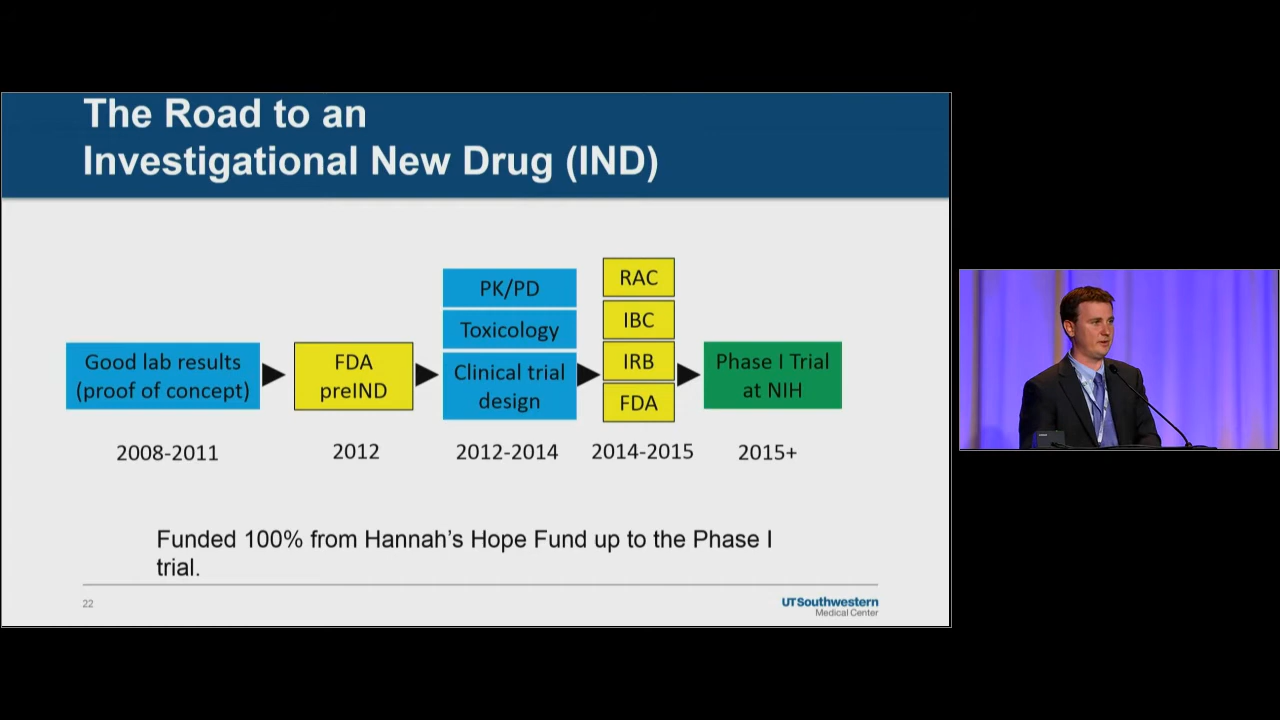 The Road to an
Investigational New Drug (IND)
Good lab results
(proof of concept)
2008-2011
FDA
preIND
2012
PK/PD
Toxicology
Clinical trial
design
2012-2014
RAC
IBC
IRB
FDA
2014-2015
Phase I Trial
at NIH
2015+
Funded 100% from Hannah's Hope Fund up to the Phase I
trial.
22
UTSouthwestern
Medical Center